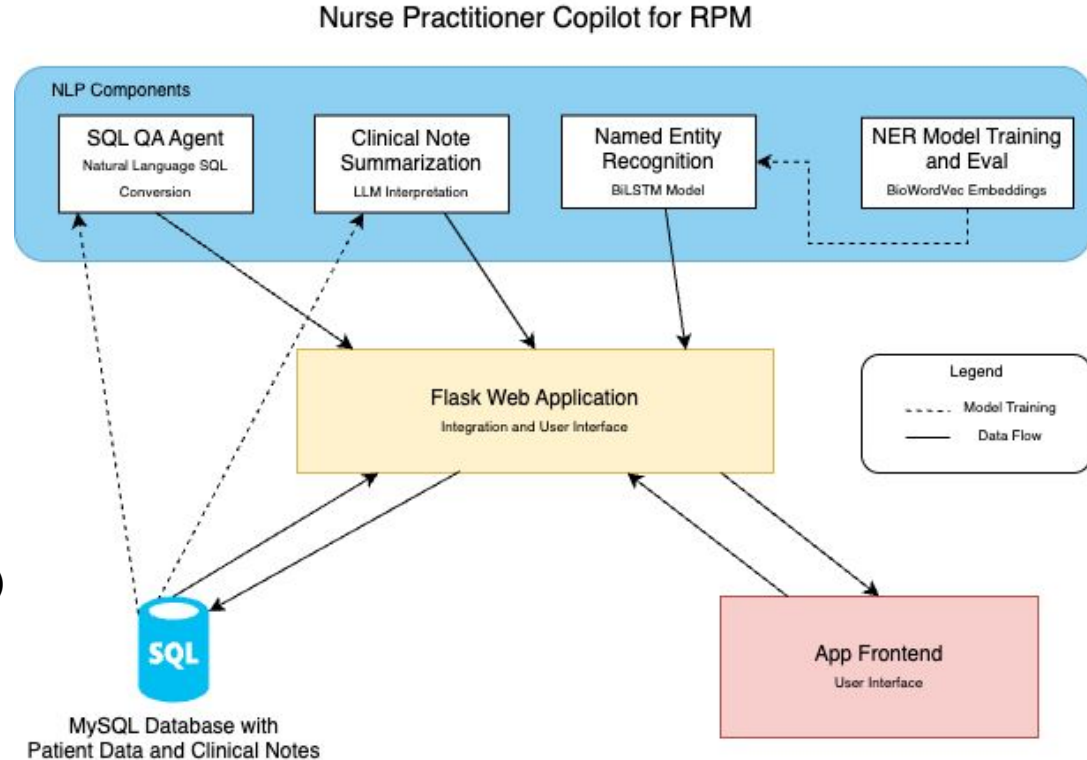 Nurse Practitioner Copilot for RPM
NLP Components
SQL QA Agent
Natural Language SQL
Conversion
Clinical Note
Summarization
LLM Interpretation
Named Entity
Recognition
BiLSTM Model
NER Model Training
and Eval
BioWordVec Embeddings
Flask Web Application
Integration and User Interface
Legend
Model Training
Data Flow
)
SQL
MySQL Database with
Patient Data and Clinical Notes
App Frontend
User Interface